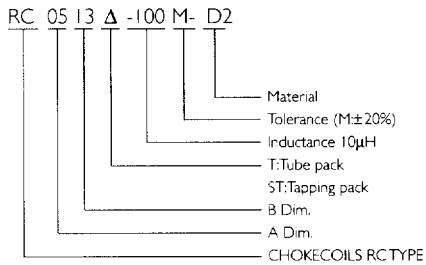 RC 05 13 Δ -100 M- D2
Material
Tolerance (M:±20%)
Inductance 10μH
T:Tube pack
ST:Tapping pack
B Dim.
A Dim.
CHOKECOILS RC TYPE